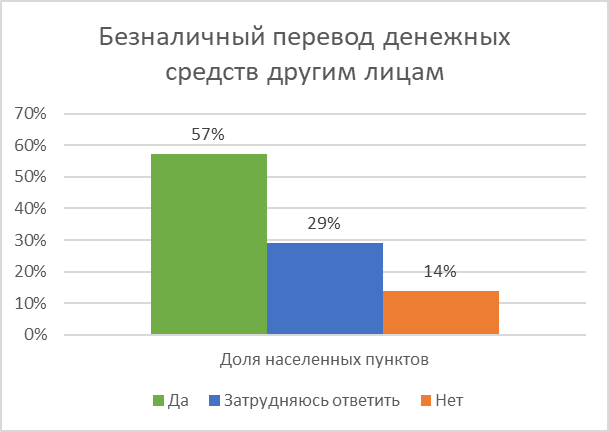 Безналичный перевод денежных
средств другим лицам
70%
60%
50%
40%
30%
20%
10%
0%
57%
29%
14%
Доля населенных пунктов
Да Затрудняюсь ответить Нет